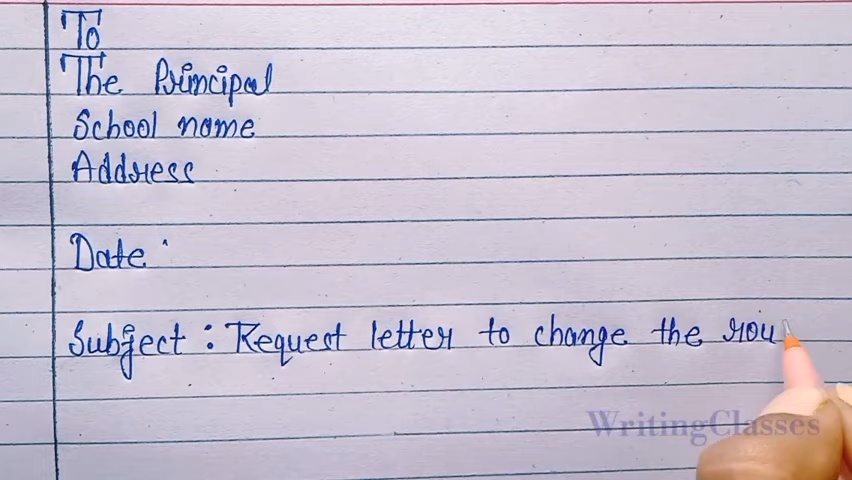 To
The Principal
School name
Address
Date :
Subject : Request letter to change the rou
WritingClasses